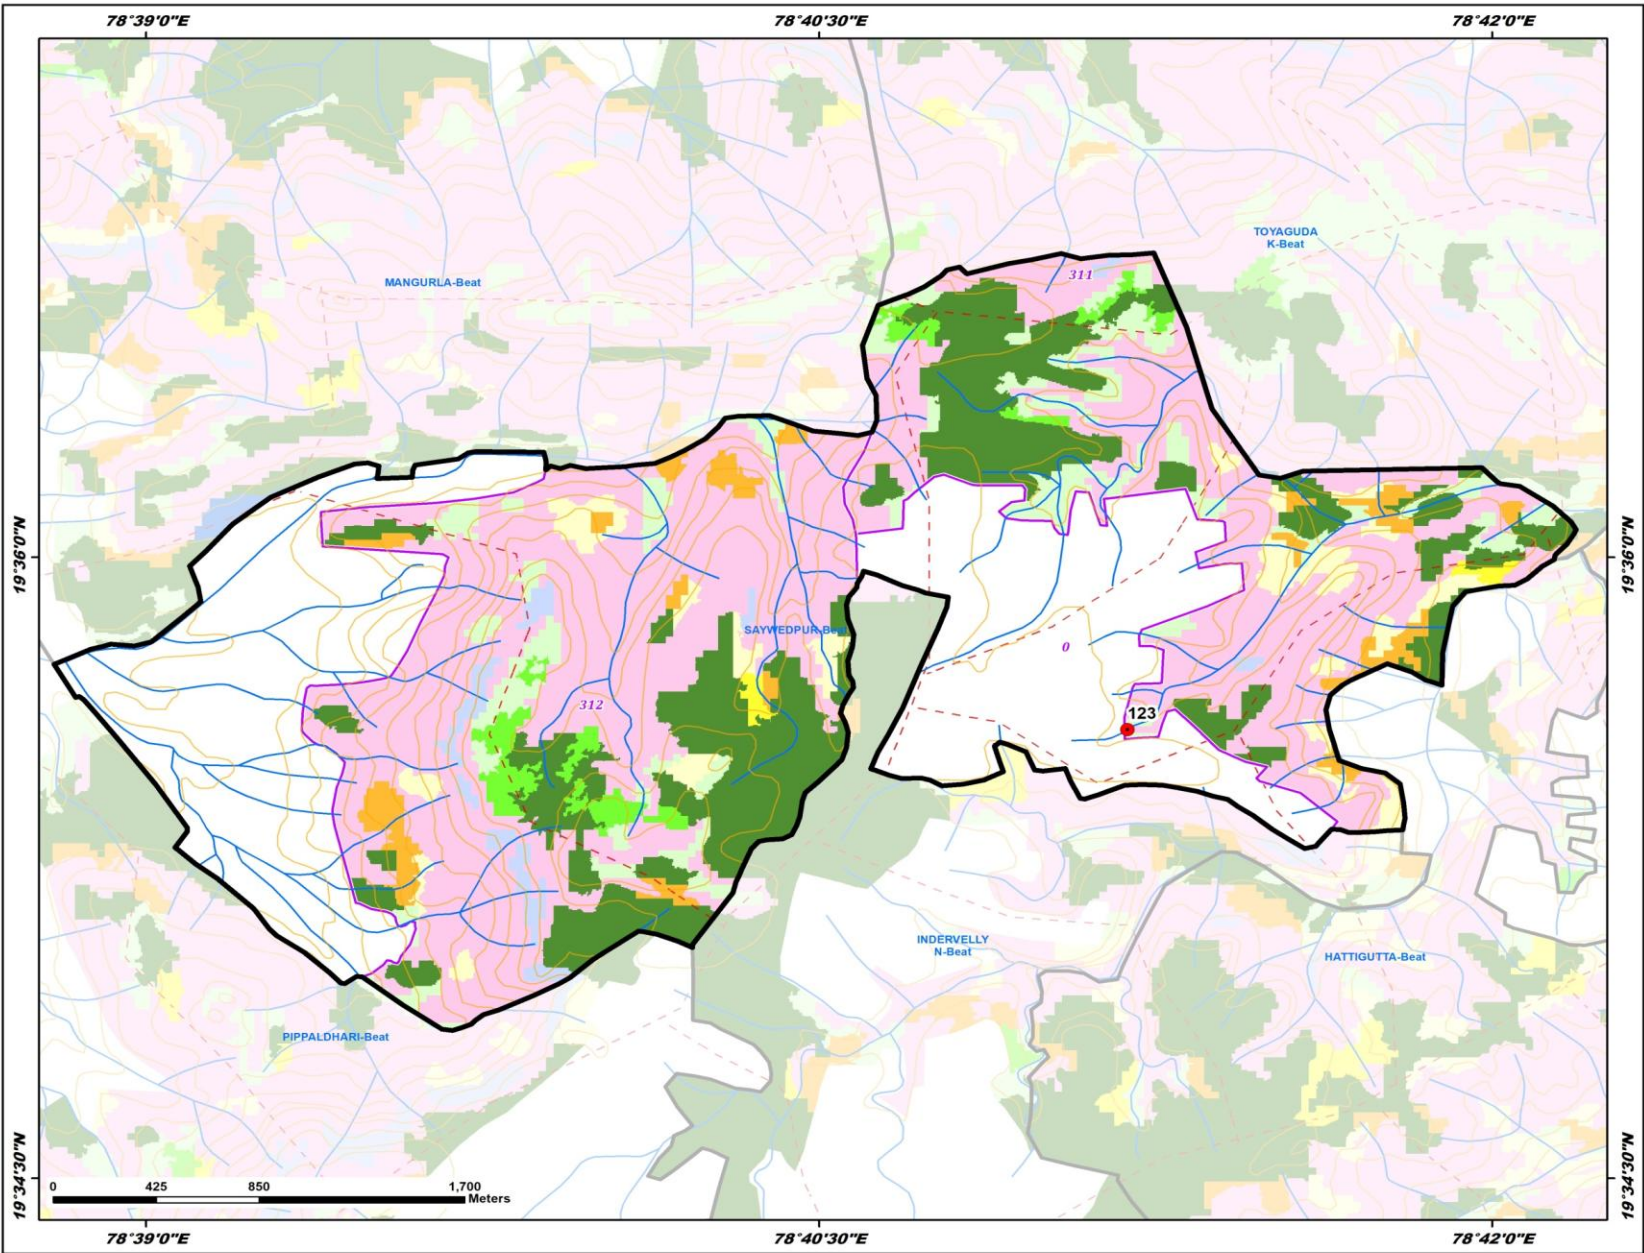 78°39'0"E
78°40'30"E
78°42'0"E
TOYAGUDA
K-Beat
311
MANGURLA-Beat
19°36'0"N
19°36'0"N
SAYWEDPUR-Beat
0
312
123
INDERVELLY
N-Beat
HATTIGUTTA-Beat
PIPPALDHARI-Beat
19°34'30"N
19°34'30"N
0 425 850 1,700
Meters
78°39'0"E
78°40'30"E
78°42'0"E